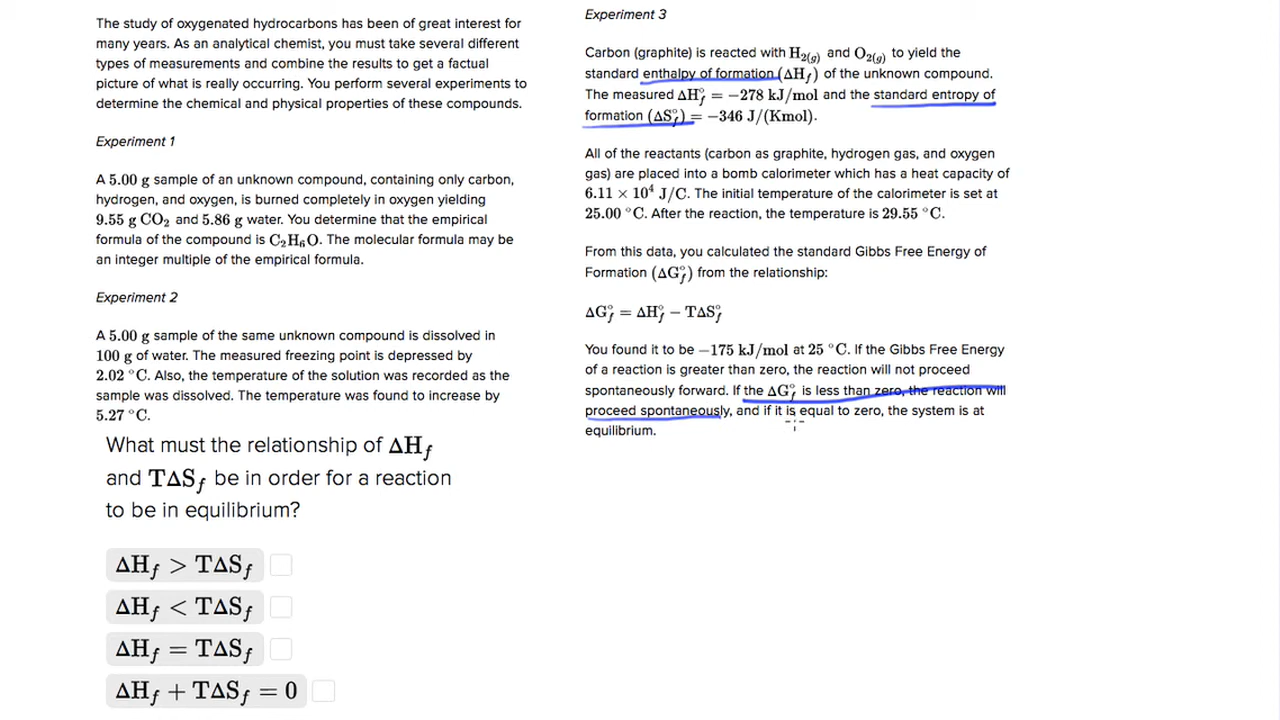 The study of oxygenated hydrocarbons has been of great interest for
many years. As an analytical chemist, you must take several different
types of measurements and combine the results to get a factual
picture of what is really occurring. You perform several experiments to
determine the chemical and physical properties of these compounds.
Experiment 1
A 5.00 g sample of an unknown compound, containing only carbon,
hydrogen, and oxygen, is burned completely in oxygen yielding
9.55 g CO₂ and 5.86 g water. You determine that the empirical
formula of the compound is C₂H₆O. The molecular formula may be
an integer multiple of the empirical formula.
Experiment 2
A 5.00 g sample of the same unknown compound is dissolved in
100 g of water. The measured freezing point is depressed by
2.02 °C. Also, the temperature of the solution was recorded as the
sample was dissolved. The temperature was found to increase by
5.27 °C.
What must the relationship of ΔH_f
and TΔS_f be in order for a reaction
to be in equilibrium?
ΔH_f > TΔS_f
ΔH_f < TΔS_f
ΔH_f = TΔS_f
ΔH_f + TΔS_f = 0
Experiment 3
Carbon (graphite) is reacted with H₂(g) and O₂(g) to yield the
standard enthalpy of formation (ΔH_f) of the unknown compound.
The measured ΔH°_f = −278 kJ/mol and the standard entropy of
formation (ΔS°_f) = −346 J/(Kmol).
All of the reactants (carbon as graphite, hydrogen gas, and oxygen
gas) are placed into a bomb calorimeter which has a heat capacity of
6.11 × 10⁴ J/C. The initial temperature of the calorimeter is set at
25.00 °C. After the reaction, the temperature is 29.55 °C.
From this data, you calculated the standard Gibbs Free Energy of
Formation (ΔG°_f) from the relationship:
ΔG°_f = ΔH°_f − TΔS°_f
You found it to be −175 kJ/mol at 25 °C. If the Gibbs Free Energy
of a reaction is greater than zero, the reaction will not proceed
spontaneously forward. If the ΔG°_f is less than zero, the reaction will
proceed spontaneously, and if it is equal to zero, the system is at
equilibrium.